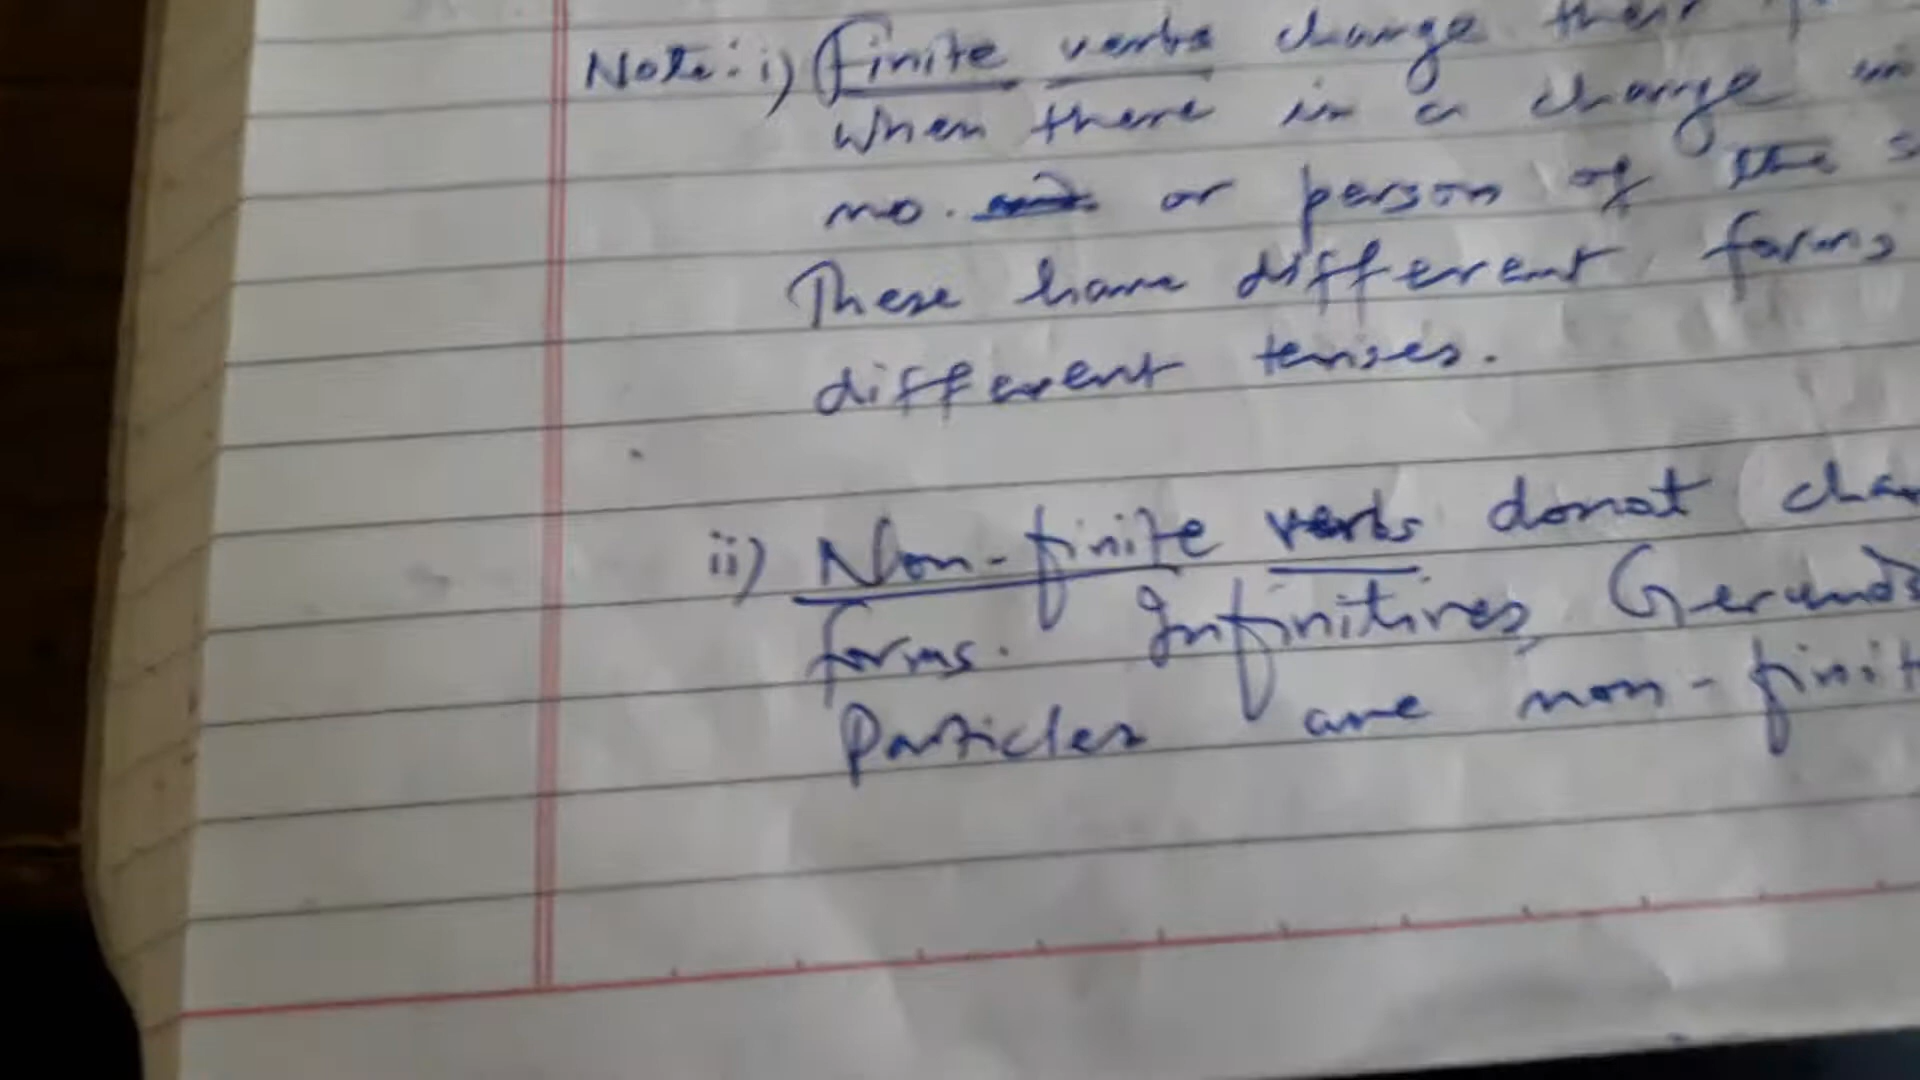 Note: i) Finite verbs change their
when there is a change in
no. or person of the
These have different forms
different tenses.
ii) Non-finite verbs donot cha
forms. Infinitives, Gerunds
Particles are non-finit